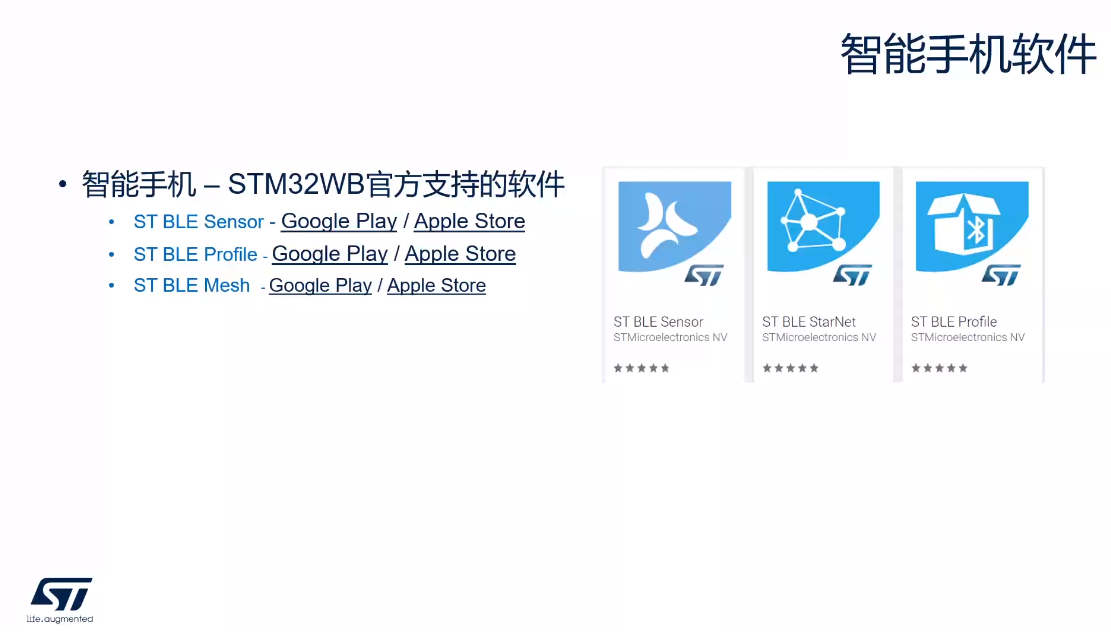 智能手机软件
• 智能手机 – STM32WB官方支持的软件
• ST BLE Sensor - Google Play / Apple Store
• ST BLE Profile - Google Play / Apple Store
• ST BLE Mesh - Google Play / Apple Store
ST
ST BLE Sensor
STMicroelectronics NV
ST
ST BLE StarNet
STMicroelectronics NV
ST
ST BLE Profile
STMicroelectronics NV
ST
life.augmented